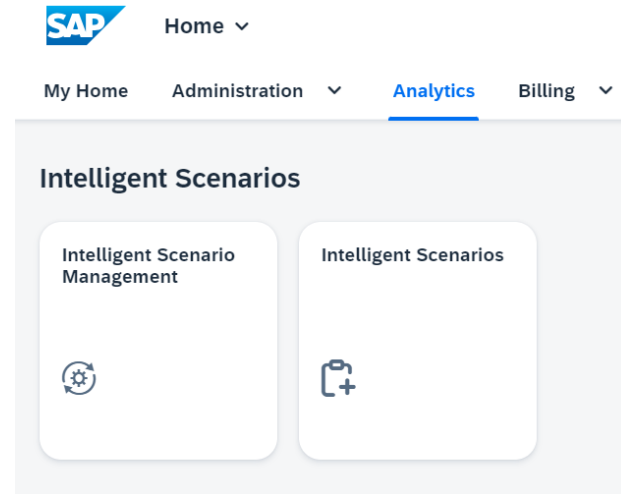 SAP Home
My Home Administration Analytics Billing
Intelligent Scenarios
Intelligent Scenario
Management
Intelligent Scenarios